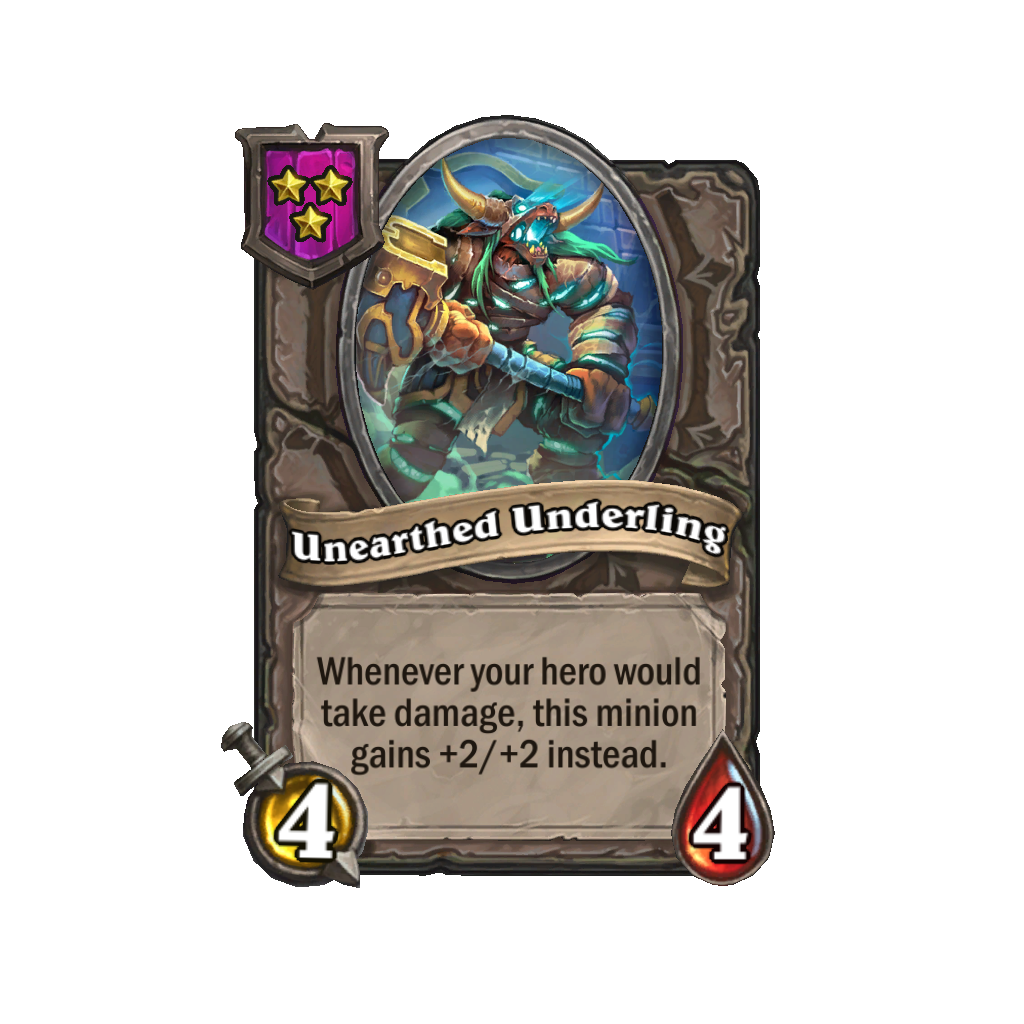 Unearthed Underling
Whenever your hero would
take damage, this minion
gains +2/+2 instead.
4
4